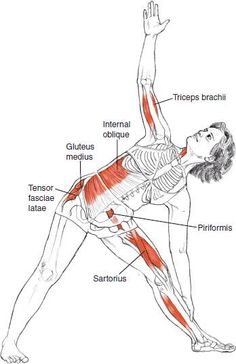 Triceps brachii
Internal
oblique
Gluteus
medius
Tensor
fasciae
latae
Piriformis
Sartorius